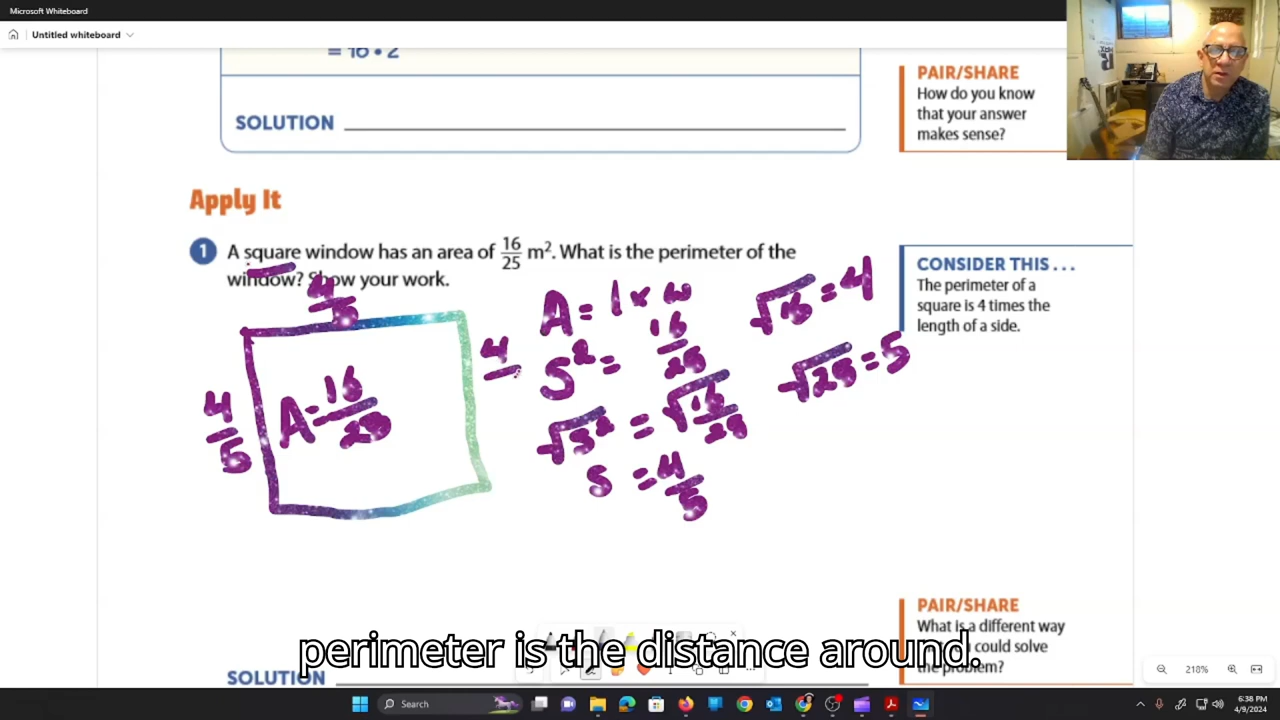 Microsoft Whiteboard
Untitled whiteboard
= 16 • 2
SOLUTION
PAIR/SHARE
How do you know
that your answer
makes sense?
Apply It
1 A square window has an area of 16/25 m². What is the perimeter of the
window? Show your work.
CONSIDER THIS . . .
The perimeter of a
square is 4 times the
length of a side.
4/5
A = 16/25
4/5
4
A = l x w
S² = 16/25
√S² = √16/25
S = 4/5
√16 = 4
√25 = 5
PAIR/SHARE
What is a different way
you could solve
the problem?
perimeter is the distance around.
SOLUTION
218%
Search
6:38 PM
4/9/2024